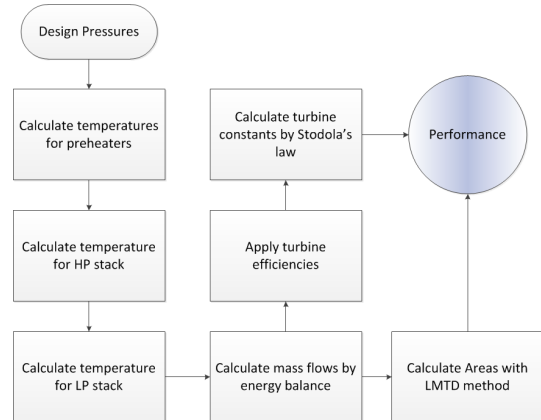 Design Pressures
Calculate temperatures
for preheaters
Calculate temperature
for HP stack
Calculate temperature
for LP stack
Calculate turbine
constants by Stodola's
law
Apply turbine
efficiencies
Calculate mass flows by
energy balance
Performance
Calculate Areas with
LMTD method